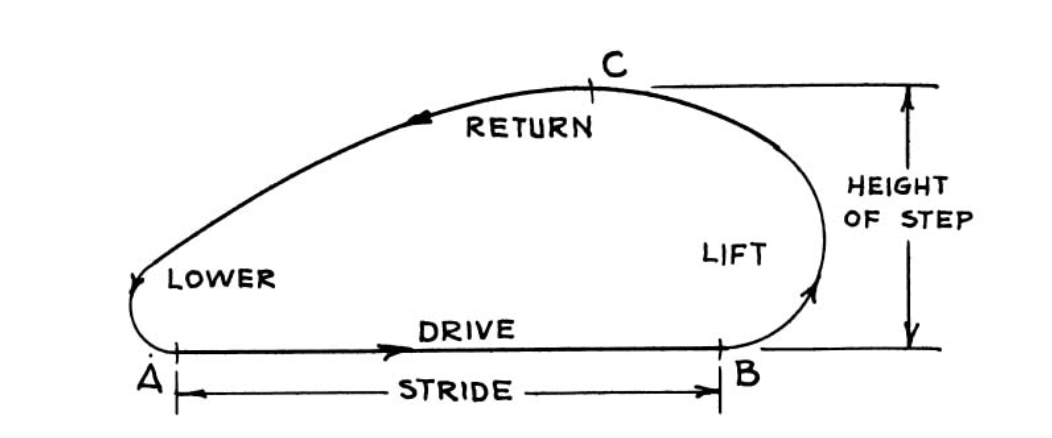 C
RETURN
HEIGHT
OF STEP
LIFT
LOWER
DRIVE
A
B
STRIDE